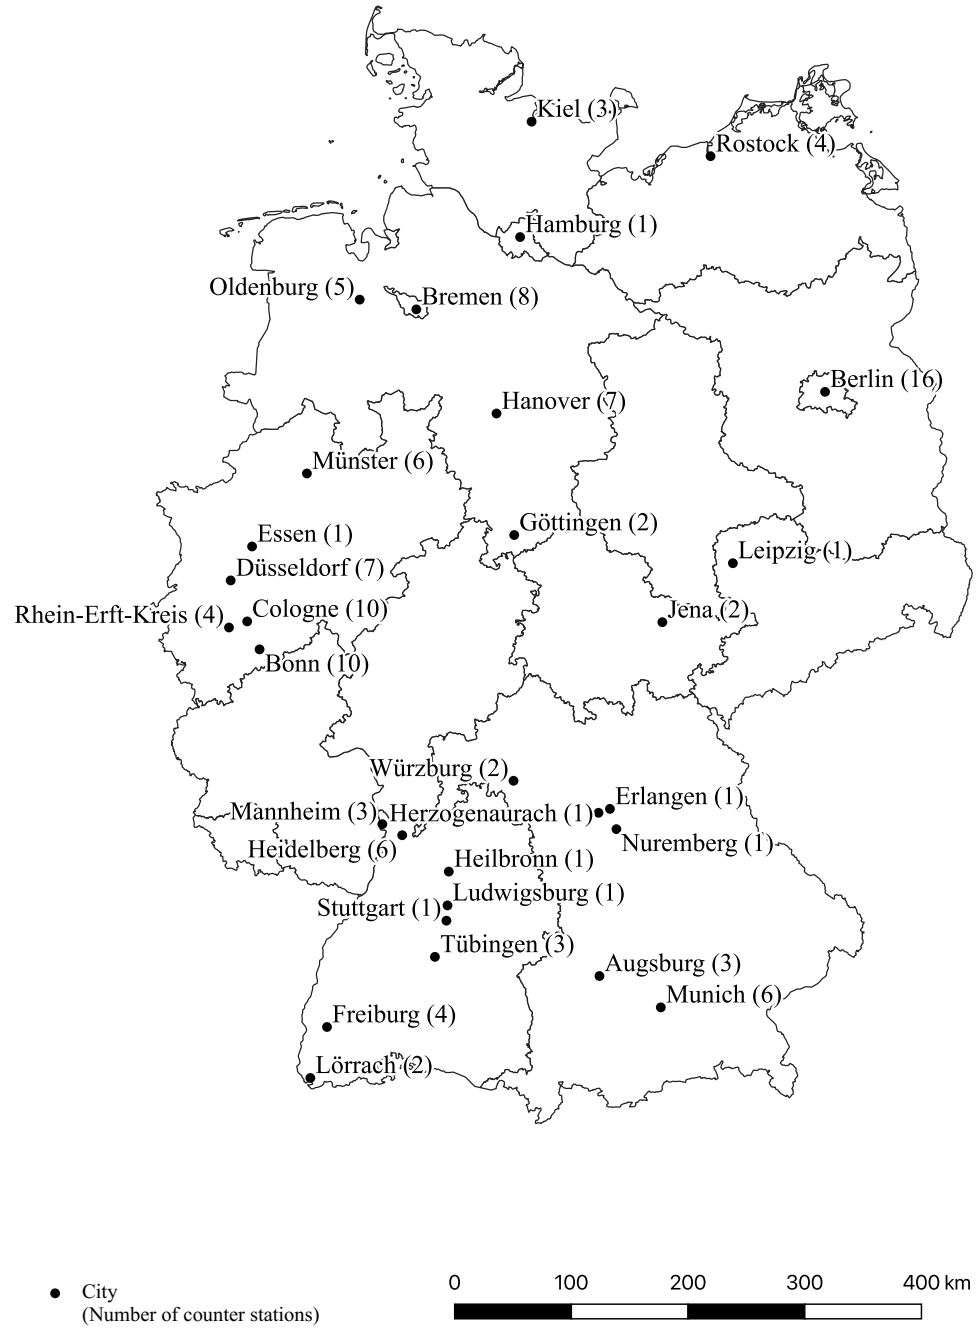 Kiel (3)
Rostock (4)
Hamburg (1)
Oldenburg (5)
Bremen (8)
Berlin (16)
Hanover (7)
Münster (6)
Göttingen (2)
Essen (1)
Leipzig (1)
Düsseldorf (7)
Rhein-Erft-Kreis (4)
Cologne (10)
Jena (2)
Bonn (10)
Würzburg (2)
Erlangen (1)
Mannheim (3)
Herzogenaurach (1)
Nuremberg (1)
Heidelberg (6)
Heilbronn (1)
Ludwigsburg (1)
Stuttgart (1)
Tübingen (3)
Augsburg (3)
Munich (6)
Freiburg (4)
Lörrach (2)
0 100 200 300 400 km
City
(Number of counter stations)